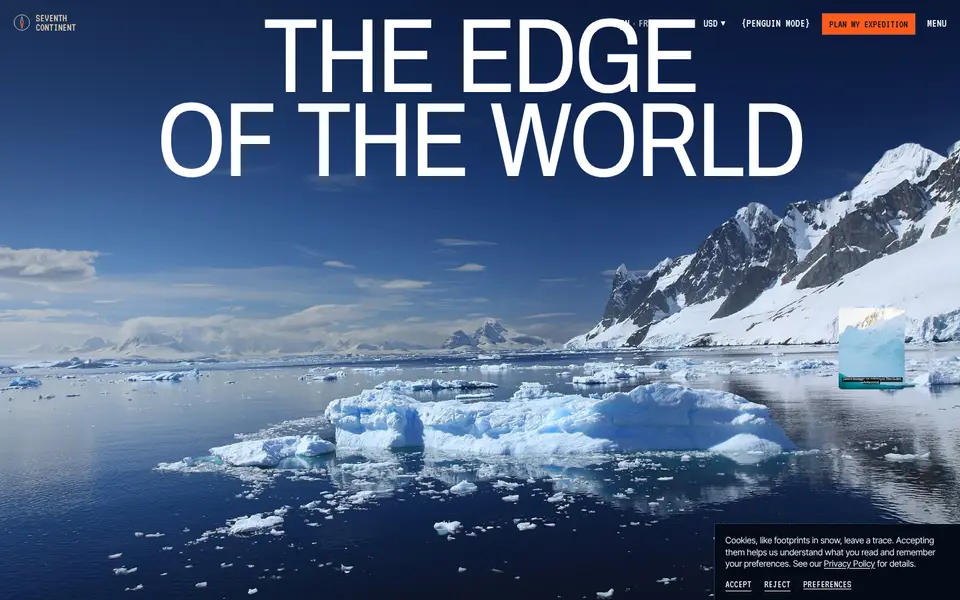 SEVENTH
CONTINENT
USD ▼
{PENGUIN MODE}
PLAN MY EXPEDITION
MENU
THE EDGE
OF THE WORLD
Cookies, like footprints in snow, leave a trace. Accepting
them helps us understand what you read and remember
your preferences. See our Privacy Policy for details.
ACCEPT REJECT PREFERENCES